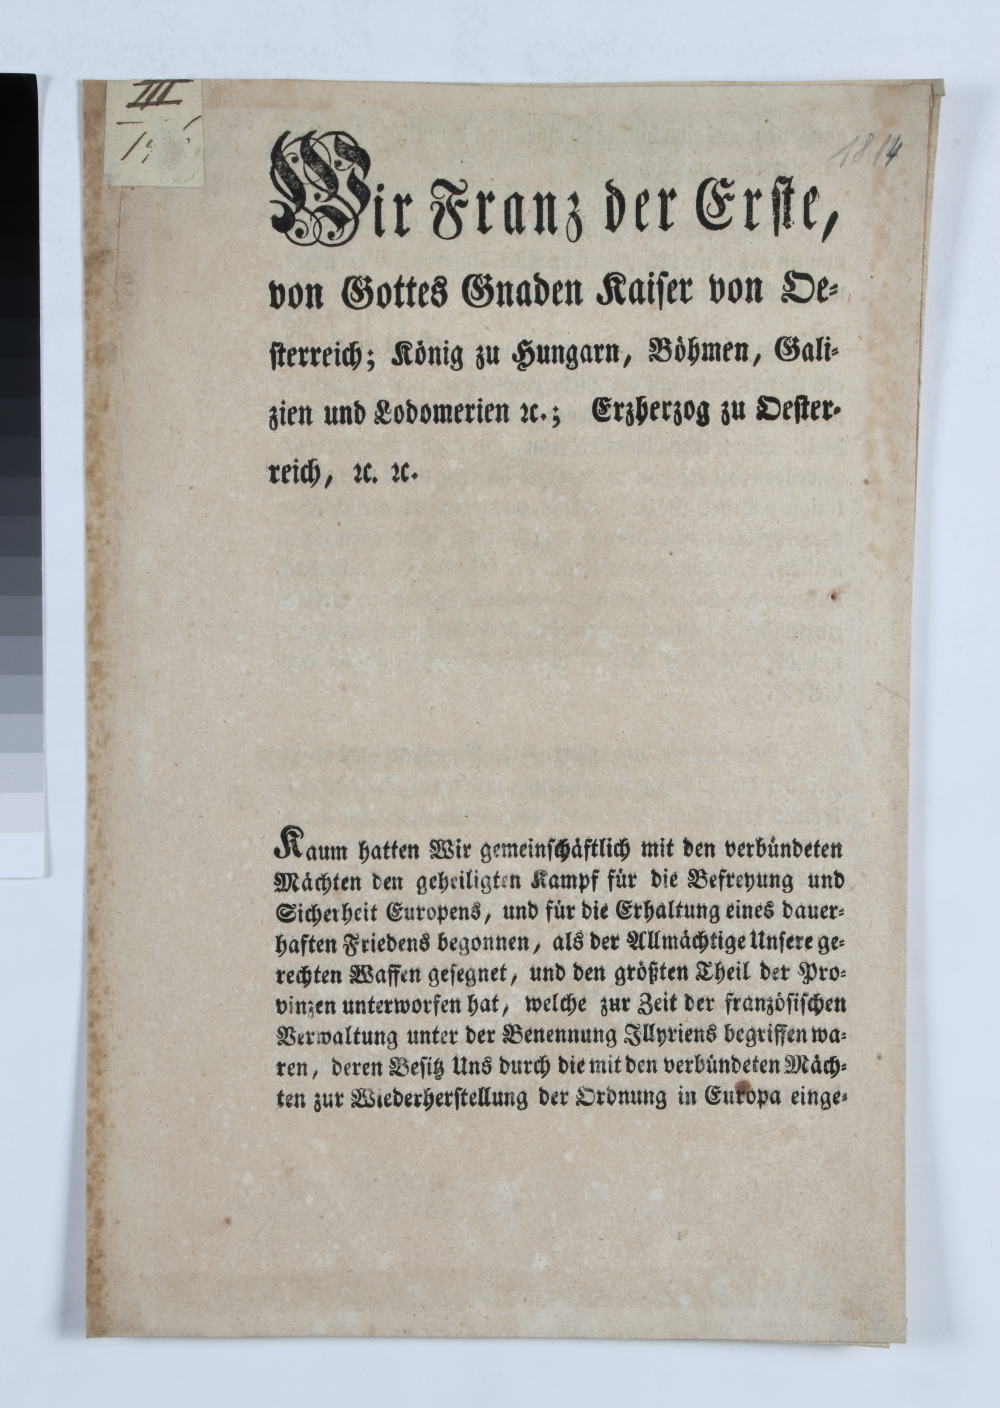 III
1814
Wir Franz der Erste,
von Gottes Gnaden Kaiser von Oe-
sterreich; König zu Hungarn, Böhmen, Gali-
zien und Lodomerien ꝛc.; Erzherzog zu Oester-
reich, ꝛc. ꝛc.
Kaum hatten Wir gemeinschäftlich mit den verbündeten
Mächten den geheiligten Kampf für die Befreyung und
Sicherheit Europens, und für die Erhaltung eines dauer-
haften Friedens begonnen, als der Allmächtige Unsere ge-
rechten Waffen gesegnet, und den größten Theil der Pro-
vinzen unterworfen hat, welche zur Zeit der französischen
Verwaltung unter der Benennung Illyriens begriffen wa-
ren, deren Besitz Uns durch die mit den verbündeten Mäch-
ten zur Wiederherstellung der Ordnung in Europa einge-